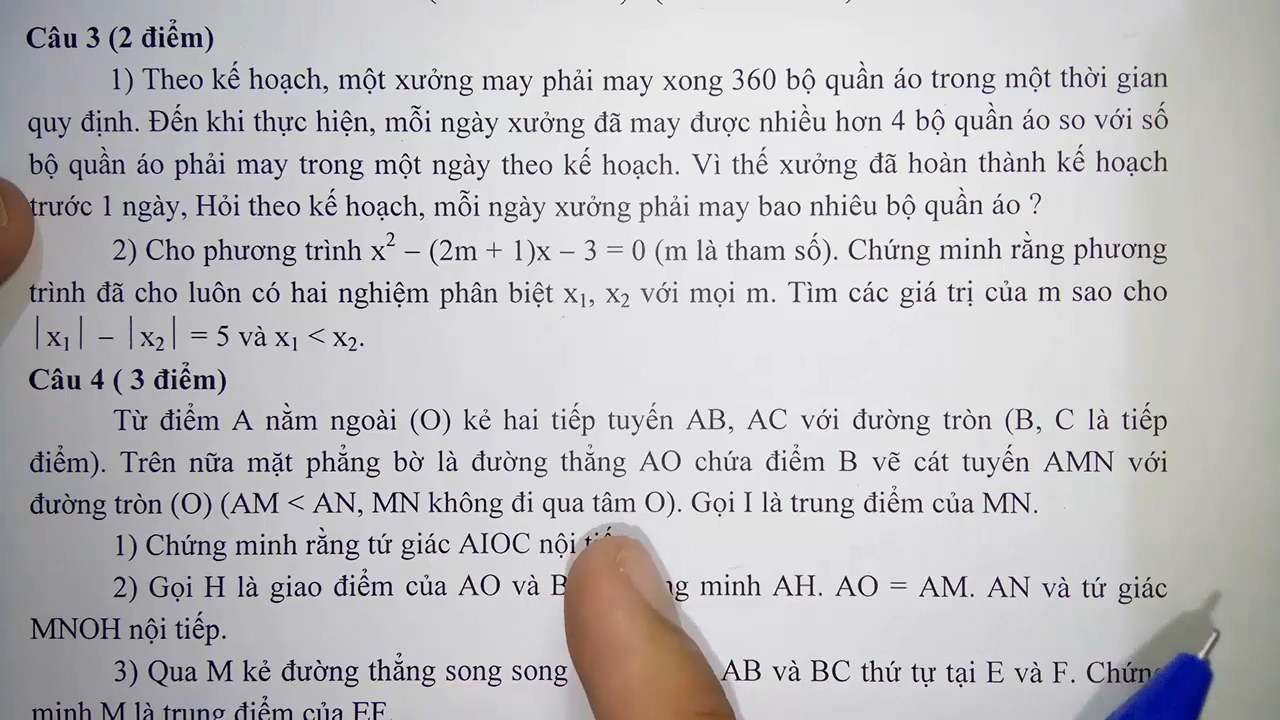 Câu 3 (2 điểm)
1) Theo kế hoạch, một xưởng may phải may xong 360 bộ quần áo trong một thời gian
quy định. Đến khi thực hiện, mỗi ngày xưởng đã may được nhiều hơn 4 bộ quần áo so với số
bộ quần áo phải may trong một ngày theo kế hoạch. Vì thế xưởng đã hoàn thành kế hoạch
trước 1 ngày, Hỏi theo kế hoạch, mỗi ngày xưởng phải may bao nhiêu bộ quần áo ?
2) Cho phương trình x² – (2m + 1)x – 3 = 0 (m là tham số). Chứng minh rằng phương
trình đã cho luôn có hai nghiệm phân biệt x₁, x₂ với mọi m. Tìm các giá trị của m sao cho
|x₁| – |x₂| = 5 và x₁ < x₂.
Câu 4 ( 3 điểm)
Từ điểm A nằm ngoài (O) kẻ hai tiếp tuyến AB, AC với đường tròn (B, C là tiếp
điểm). Trên nữa mặt phẳng bờ là đường thẳng AO chứa điểm B vẽ cát tuyến AMN với
đường tròn (O) (AM < AN, MN không đi qua tâm O). Gọi I là trung điểm của MN.
1) Chứng minh rằng tứ giác AIOC nội
2) Gọi H là giao điểm của AO và minh AH. AO = AM. AN và tứ giác
MNOH nội tiếp.
3) Qua M kẻ đường thẳng song song AB và BC thứ tự tại E và F. Chứng
minh M là trung điểm của EF.